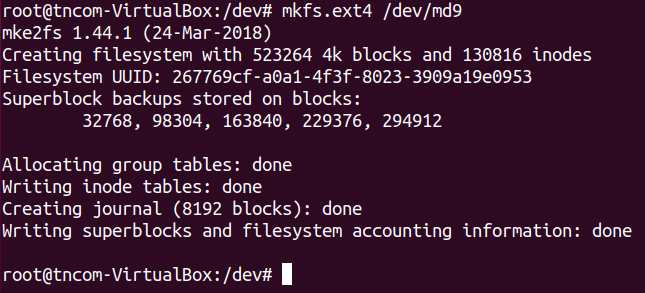 root@tncom-VirtualBox:/dev# mkfs.ext4 /dev/md9
mke2fs 1.44.1 (24-Mar-2018)
Creating filesystem with 523264 4k blocks and 130816 inodes
Filesystem UUID: 267769cf-a0a1-4f3f-8023-3909a19e0953
Superblock backups stored on blocks:
        32768, 98304, 163840, 229376, 294912

Allocating group tables: done
Writing inode tables: done
Creating journal (8192 blocks): done
Writing superblocks and filesystem accounting information: done

root@tncom-VirtualBox:/dev#